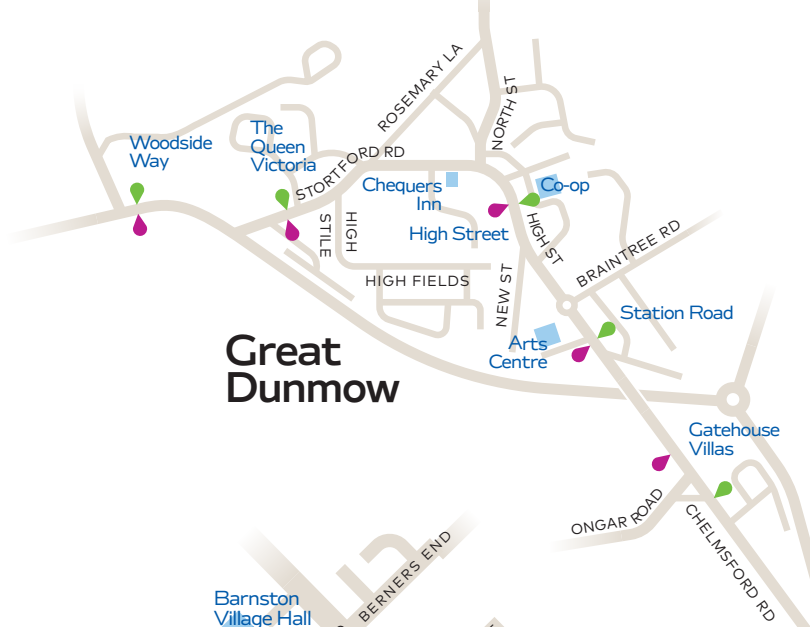 ROSEMARY LA
NORTH ST
Woodside
Way
The
Queen
Victoria
STORTFORD RD
Chequers
Inn
Co-op
High Street
HIGH ST
HIGH
STILE
BRAINTREE RD
HIGH FIELDS
NEW ST
Station Road
Arts
Centre
Great
Dunmow
Gatehouse
Villas
ONGAR ROAD
CHELMSFORD RD
BERNERS END
Barnston
Village Hall